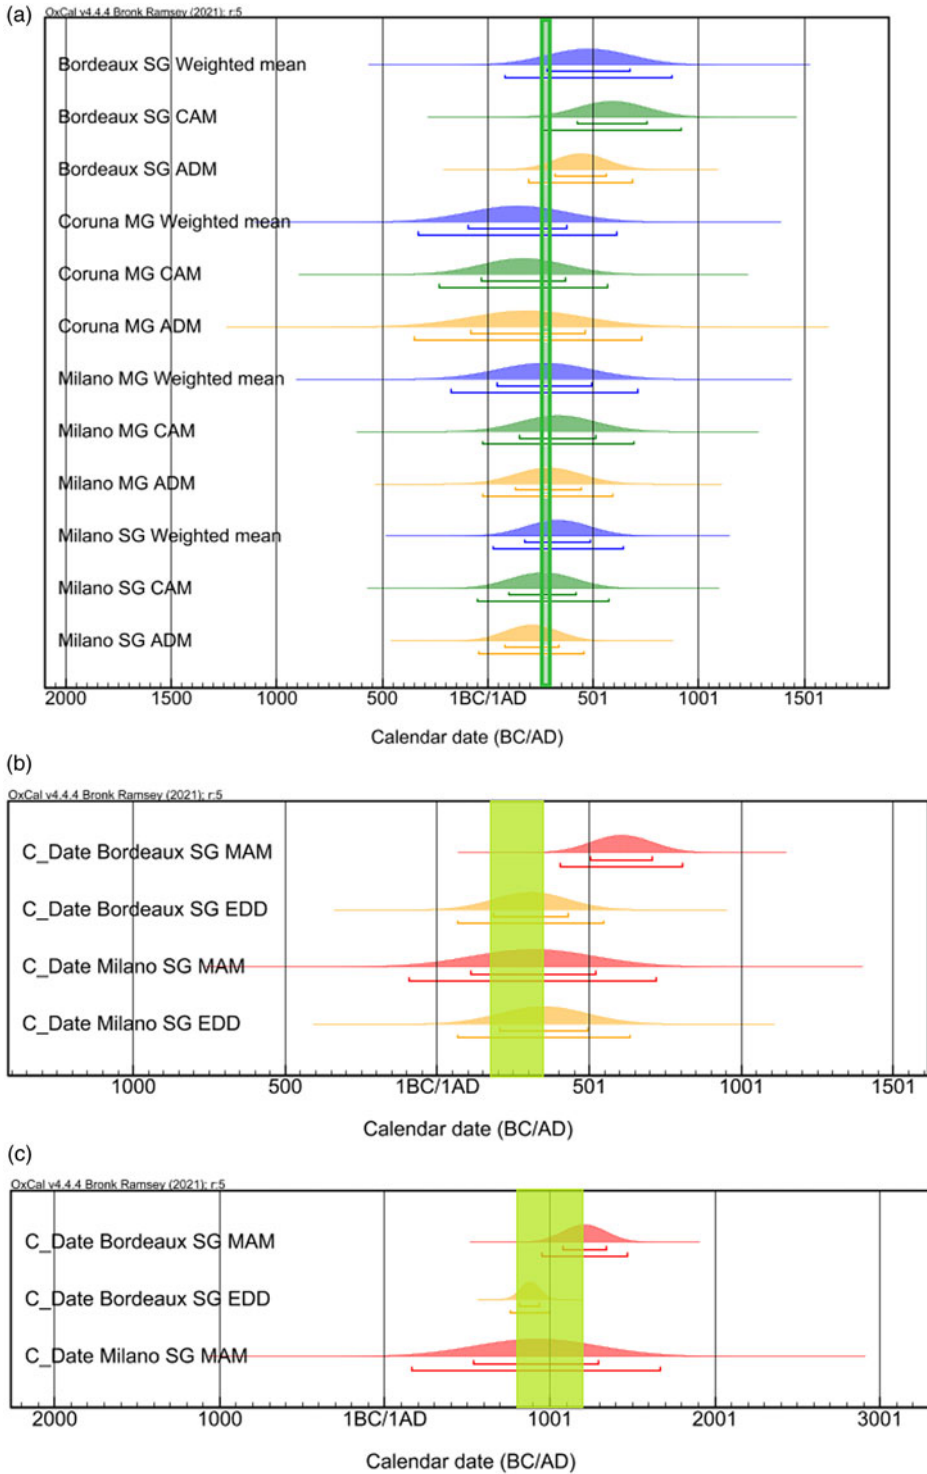 (a)
OxCal v4.4.4 Bronk Ramsey (2021); r:5
Bordeaux SG Weighted mean
Bordeaux SG CAM
Bordeaux SG ADM
Coruna MG Weighted mean
Coruna MG CAM
Coruna MG ADM
Milano MG Weighted mean
Milano MG CAM
Milano MG ADM
Milano SG Weighted mean
Milano SG CAM
Milano SG ADM
2000 1500 1000 500 1BC/1AD 501 1001 1501
Calendar date (BC/AD)
(b)
OxCal v4.4.4 Bronk Ramsey (2021); r:5
C_Date Bordeaux SG MAM
C_Date Bordeaux SG EDD
C_Date Milano SG MAM
C_Date Milano SG EDD
1000 500 1BC/1AD 501 1001 1501
Calendar date (BC/AD)
(c)
OxCal v4.4.4 Bronk Ramsey (2021); r:5
C_Date Bordeaux SG MAM
C_Date Bordeaux SG EDD
C_Date Milano SG MAM
2000 1000 1BC/1AD 1001 2001 3001
Calendar date (BC/AD)